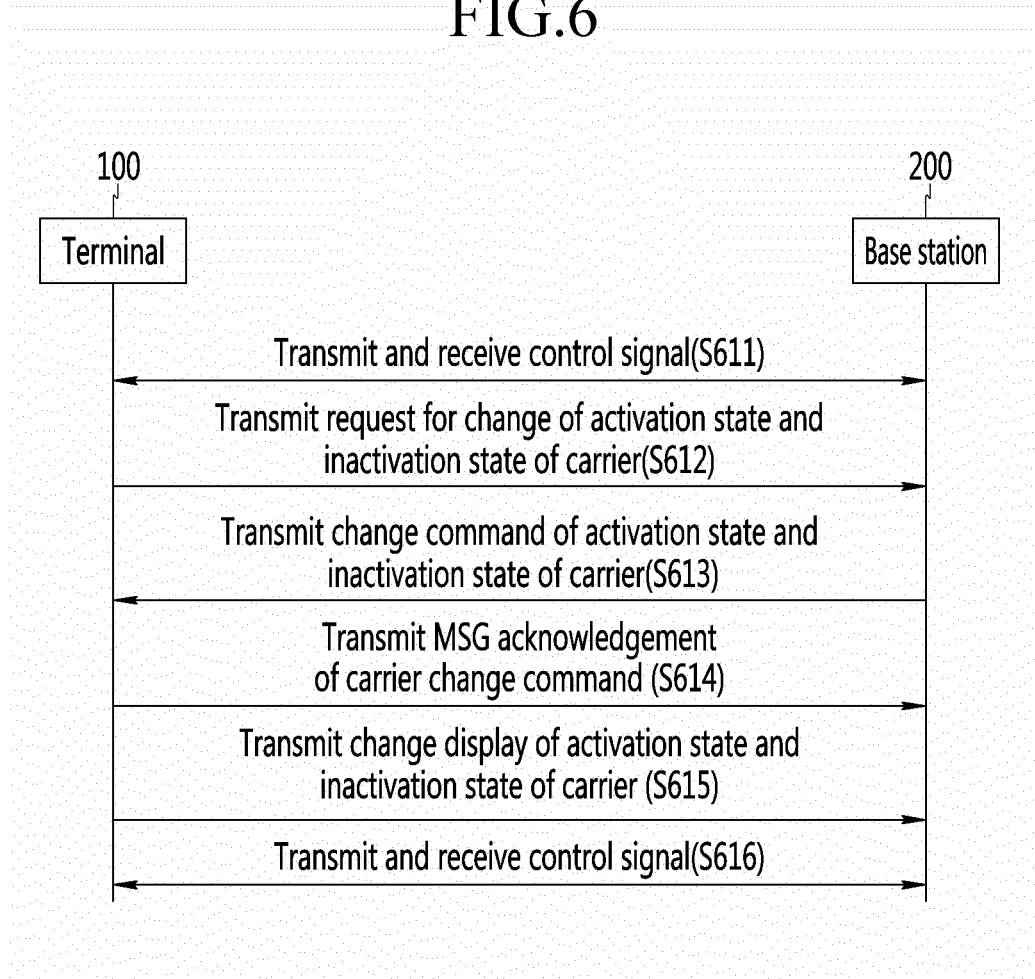 FIG.6
100
200
Terminal
Base station
Transmit and receive control signal(S611)
Transmit request for change of activation state and
inactivation state of carrier(S612)
Transmit change command of activation state and
inactivation state of carrier(S613)
Transmit MSG acknowledgement
of carrier change command (S614)
Transmit change display of activation state and
inactivation state of carrier (S615)
Transmit and receive control signal(S616)